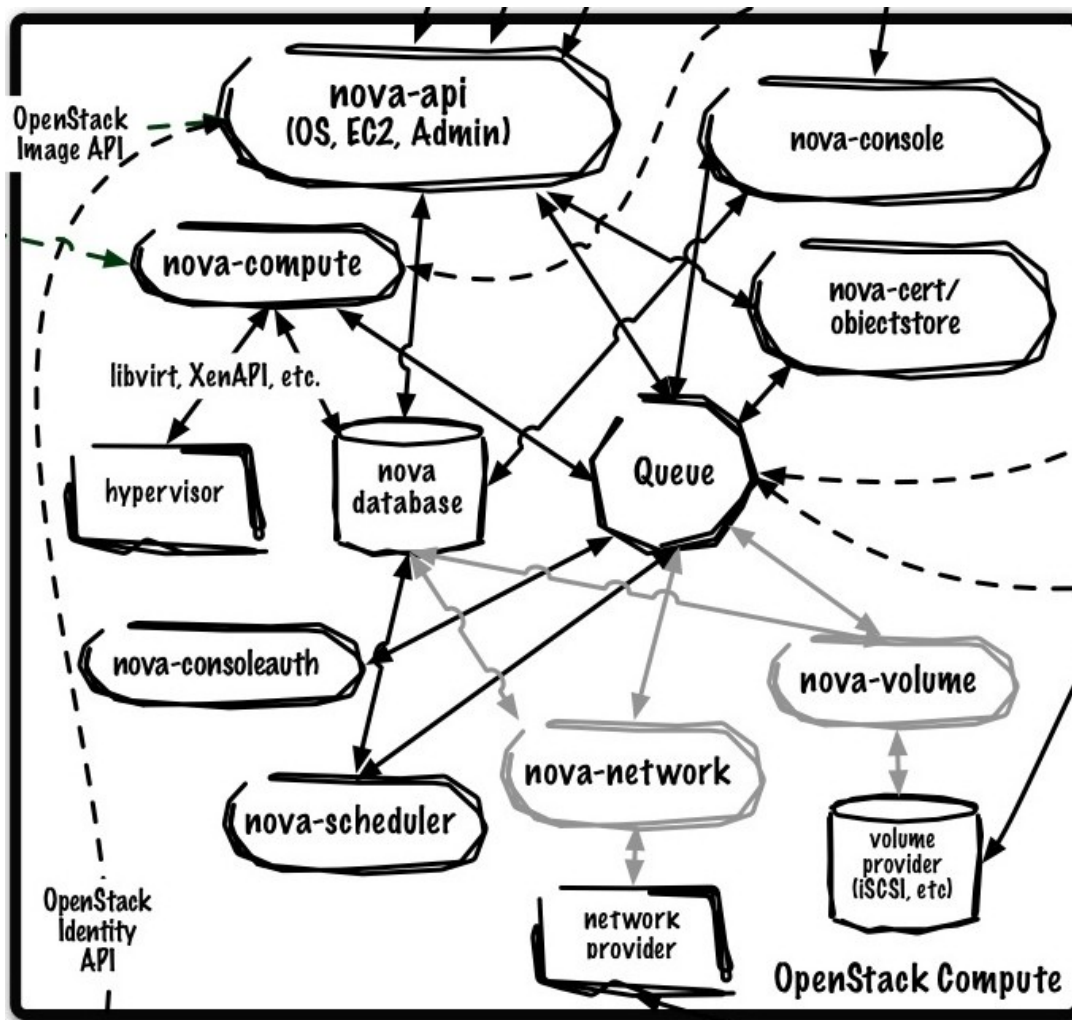 nova-api
(OS, EC2, Admin)
OpenStack
Image API
nova-console
nova-compute
nova-cert/
obiectstore
libvirt, XenAPI, etc.
hypervisor
nova
database
Queue
nova-consoleauth
nova-volume
nova-network
nova-scheduler
volume
provider
(iSCSI, etc)
OpenStack
Identity
API
network
provider
OpenStack Compute